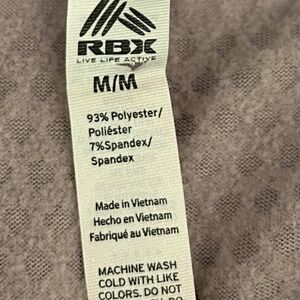 RBX
LIVE LIFE ACTIVE
M/M
93% Polyester/
Poliéster
7%Spandex/
Spandex
Made in Vietnam
Hecho en Vietnam
Fabriqué au Vietnam
MACHINE WASH
COLD WITH LIKE
COLORS. DO NOT